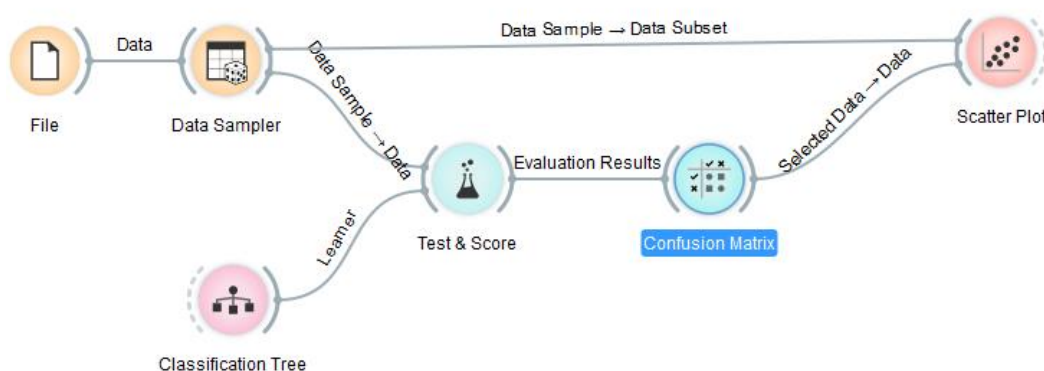 Data
Data Sample → Data Subset
File
Data Sampler
Data Sample → Data
Selected Data → Data
Scatter Plot
Evaluation Results
Test & Score
Confusion Matrix
Learner
Classification Tree